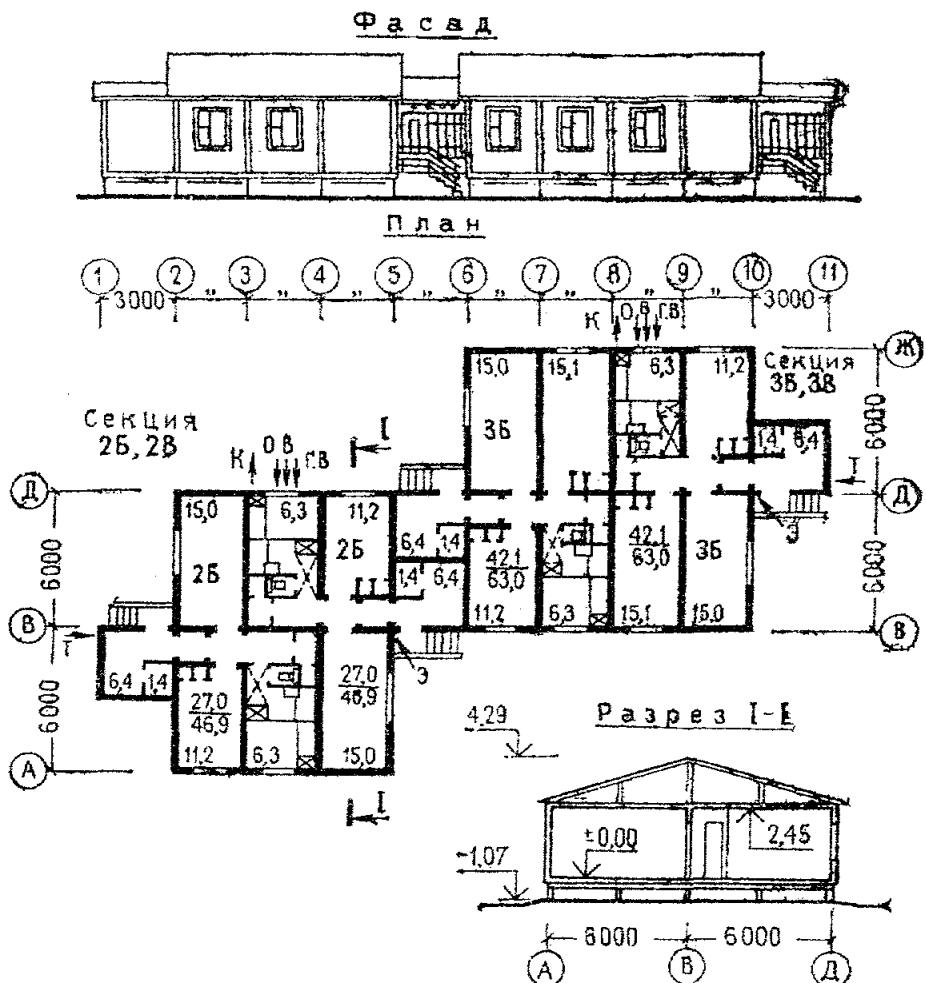 Фасад
План
1 2 3 4 5 6 7 8 9 10 11
3000 " " " " " " " " 3000
К О.В Г.В
15,0 15,1 6,3 11,2 Секция
3Б, 3В
Ж
Секция
2Б, 2В
3Б
6000
1,4 6,4
I
К О В Г.В
I
Д
Д
15,0 6,3 11,2
Э
2Б 2Б
6,4 1,4
42,1
63,0
42,1
63,0
3Б
6000
6000
1,4 6,4
11,2 6,3 15,1 15,0
В
В
I
Э
6,4 1,4
27,0
46,9
27,0
46,9
6000
11,2 6,3 15,0
А
I
Разрез I-I
4,29
±0,00
2,45
-1,07
6000 6000
А В Д